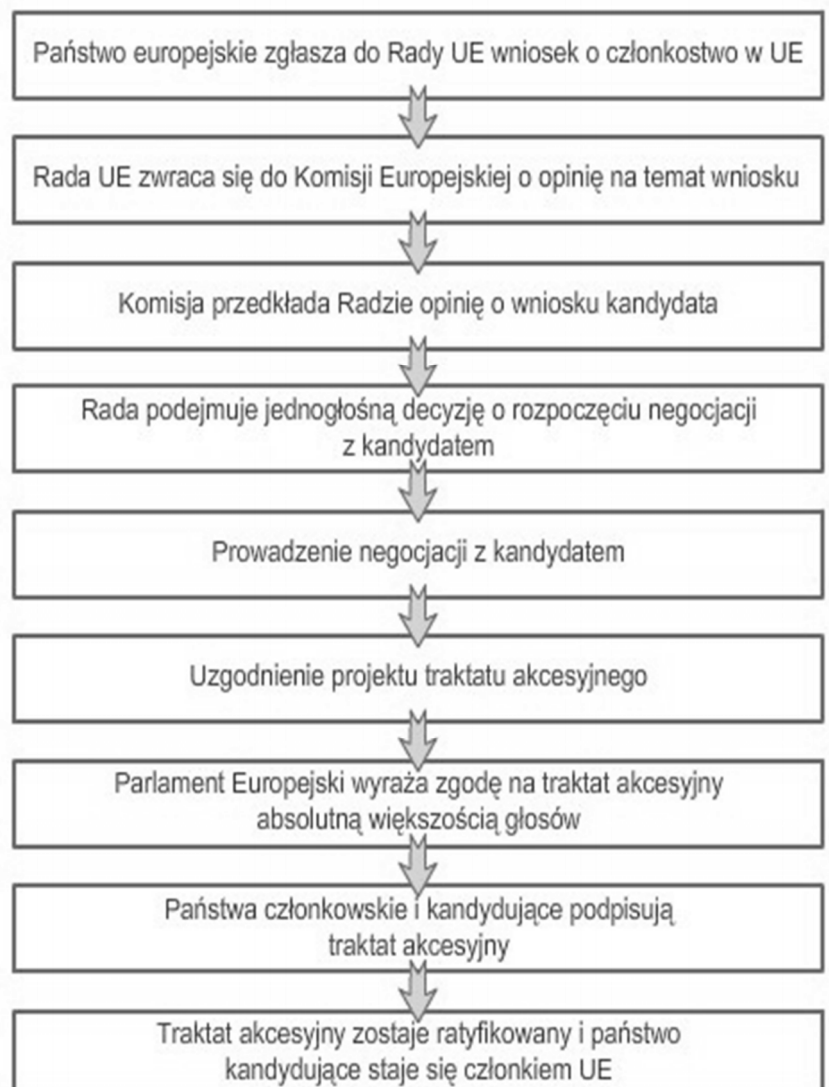 Państwo europejskie zgłasza do Rady UE wniosek o członkostwo w UE
Rada UE zwraca się do Komisji Europejskiej o opinię na temat wniosku
Komisja przedkłada Radzie opinię o wniosku kandydata
Rada podejmuje jednogłośną decyzję o rozpoczęciu negocjacji
z kandydatem
Prowadzenie negocjacji z kandydatem
Uzgodnienie projektu traktatu akcesyjnego
Parlament Europejski wyraża zgodę na traktat akcesyjny
absolutną większością głosów
Państwa członkowskie i kandydujące podpisują
traktat akcesyjny
Traktat akcesyjny zostaje ratyfikowany i państwo
kandydujące staje się członkiem UE